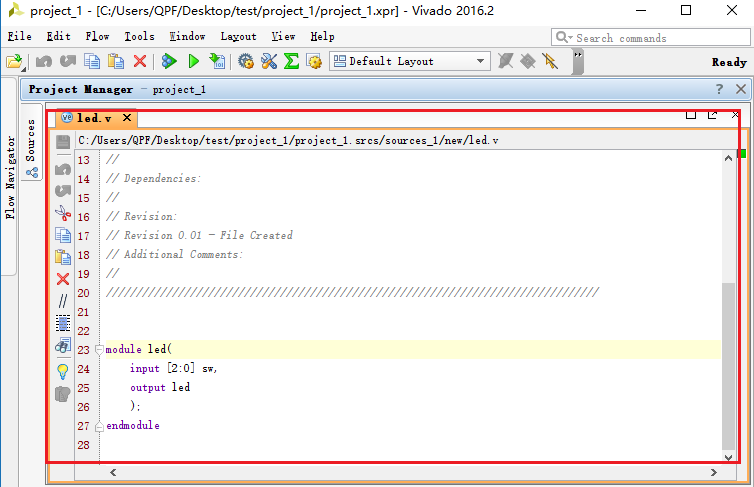 project_1 - [C:/Users/QPF/Desktop/test/project_1/project_1.xpr] - Vivado 2016.2
File Edit Flow Tools Window Layout View Help
Search commands
Default Layout
Ready
Project Manager - project_1
Flow Navigator
Sources
led.v
C:/Users/QPF/Desktop/test/project_1/project_1.srcs/sources_1/new/led.v
13 //
14 // Dependencies:
15 //
16 // Revision:
17 // Revision 0.01 - File Created
18 // Additional Comments:
19 //
20 //////////////////////////////////////////////////////////////////////////////////
21
22
23 module led(
24 input [2:0] sw,
25 output led
26 );
27 endmodule
28